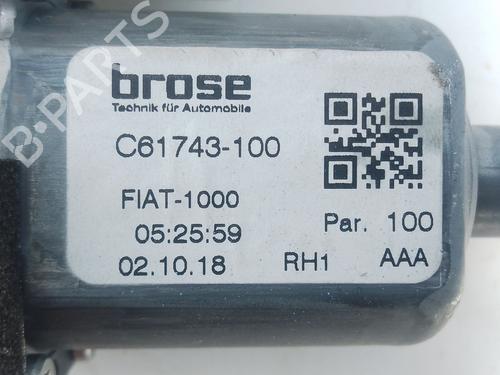 B-PARTS
brose
Technik für Automobile
C61743-100
FIAT-1000
Par. 100
05:25:59
02.10.18 RH1 AAA